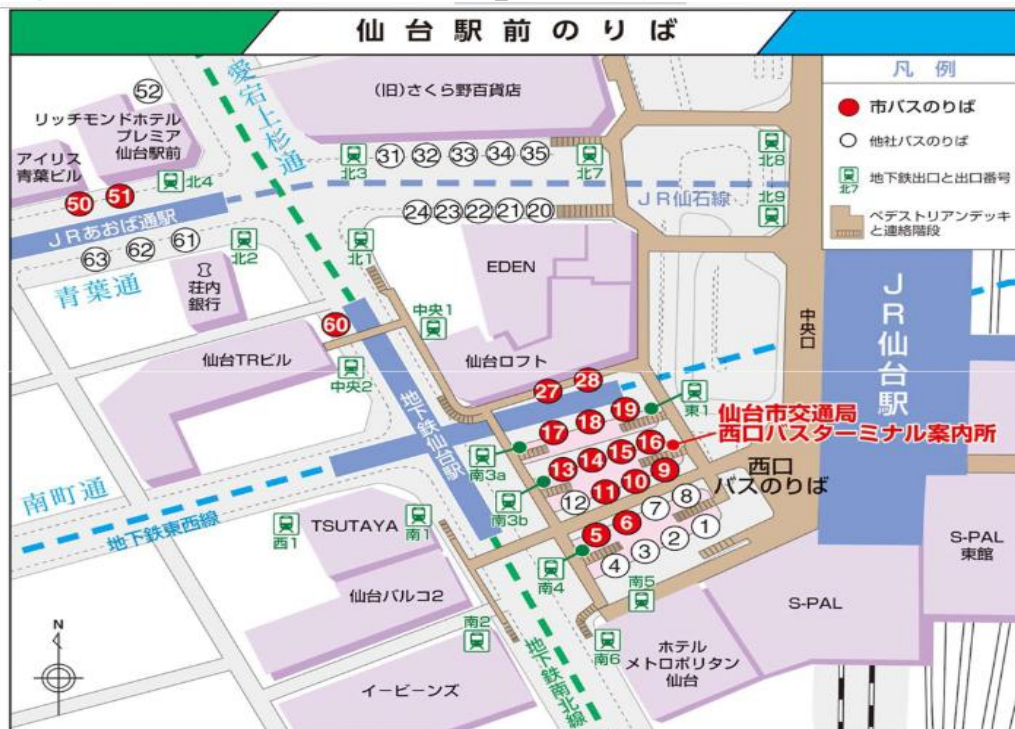 仙台駅前のりば
凡例
市バスのりば
他社バスのりば
北7
地下鉄出口と出口番号
ペデストリアンデッキ
と連絡階段
52
リッチモンドホテル
プレミア
仙台駅前
アイリス
青葉ビル
愛宕上杉通
(旧)さくら野百貨店
50
51
北4
北3
31
32
33
34
35
北7
北8
北9
JR仙石線
JRあおば通駅
63
62
61
北2
北1
24
23
22
21
20
青葉通
荘内
銀行
EDEN
中央1
仙台ロフト
60
仙台TRビル
中央2
地下鉄仙台駅
中央口
JR仙台駅
27
28
17
18
19
東1
仙台市交通局
西口バスターミナル案内所
南3a
13
14
15
16
南3b
12
11
10
9
西口
バスのりば
南町通
地下鉄東西線
西1
TSUTAYA
南1
5
6
7
8
4
3
2
1
南4
南5
S-PAL
東館
S-PAL
仙台パルコ2
南2
南6
ホテル
メトロポリタン
仙台
イービーンズ
地下鉄南北線
N